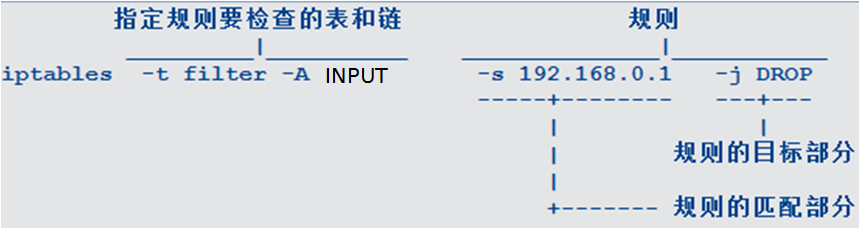 指定规则要检查的表和链 规则
iptables -t filter -A INPUT -s 192.168.0.1 -j DROP
规则的目标部分
规则的匹配部分